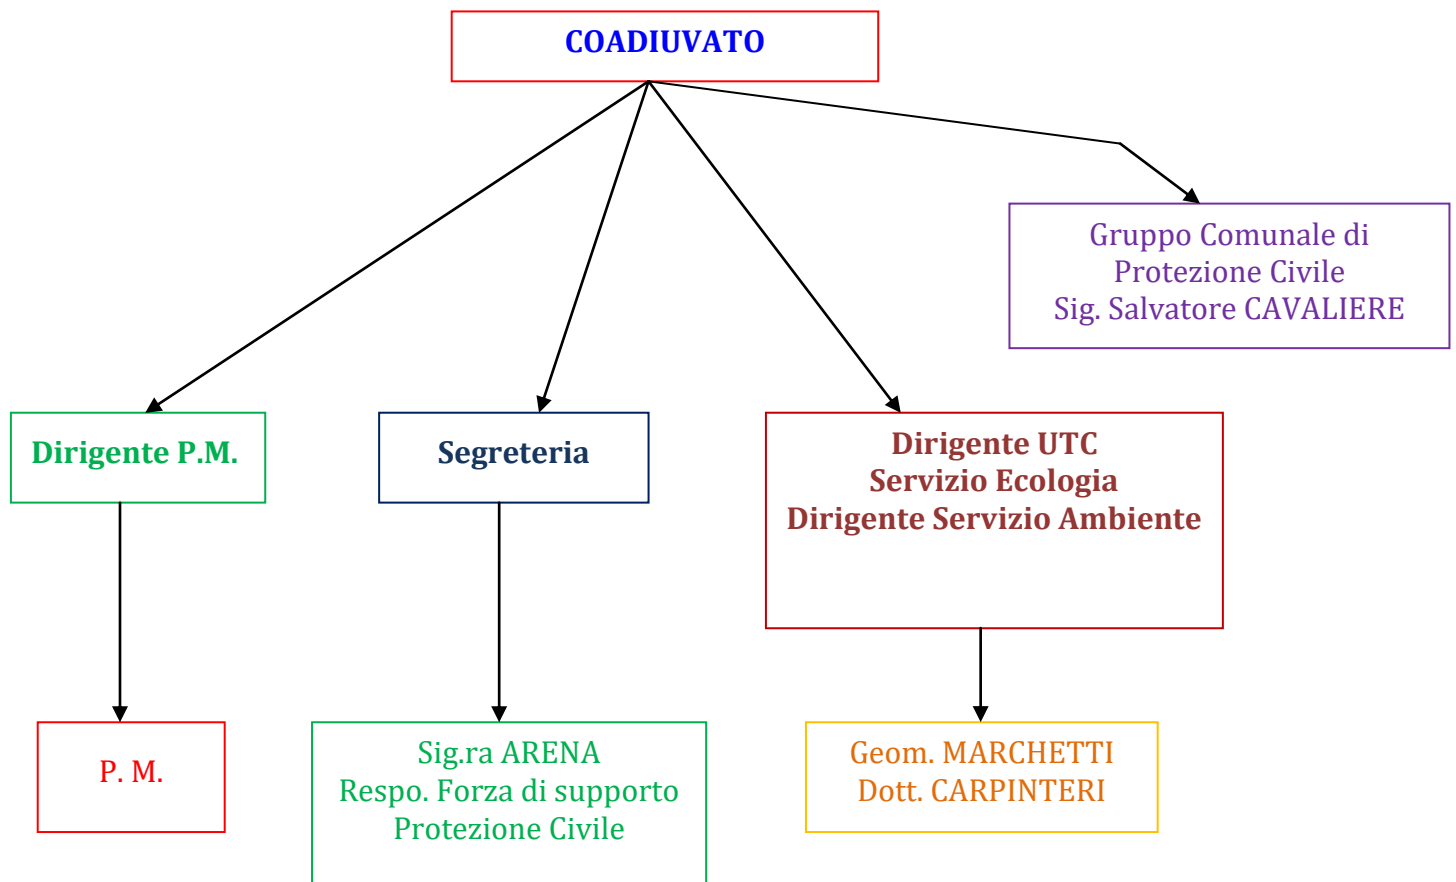 COADIUVATO
Gruppo Comunale di
Protezione Civile
Sig. Salvatore CAVALIERE
Dirigente P.M.
Segreteria
Dirigente UTC
Servizio Ecologia
Dirigente Servizio Ambiente
P. M.
Sig.ra ARENA
Respo. Forza di supporto
Protezione Civile
Geom. MARCHETTI
Dott. CARPINTERI